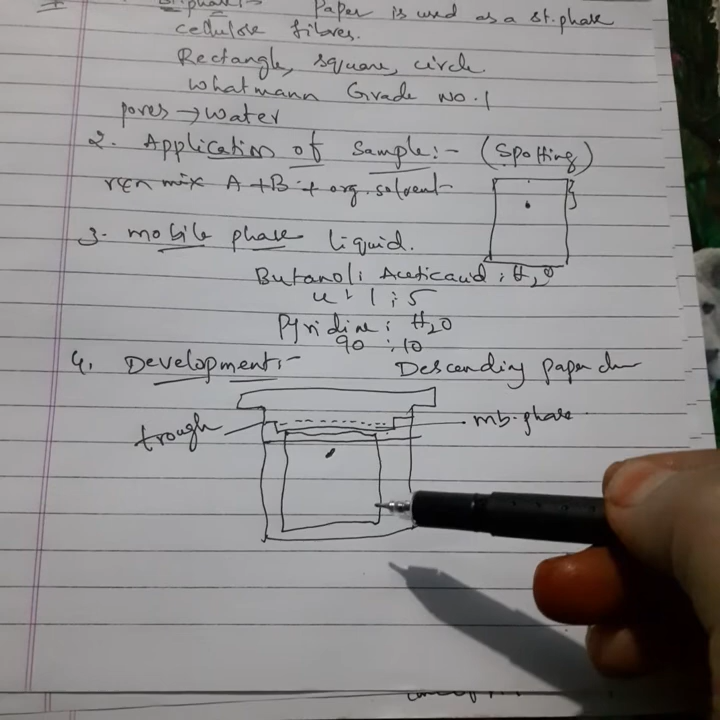 St.phase:- Paper is used as a st.phase
cellulose fibres.
Rectangle, square, circle.
Whatmann Grade No.1
pores → water
2. Application of Sample:- (Spotting)
rxn mix A + B + org. solvent
3. mobile phase liquid.
Butanol: Aceticacid: H2O
4 : 1 : 5
Pyridine: H2O
90 : 10
4. Development:- Descending paper
trough mb.phase